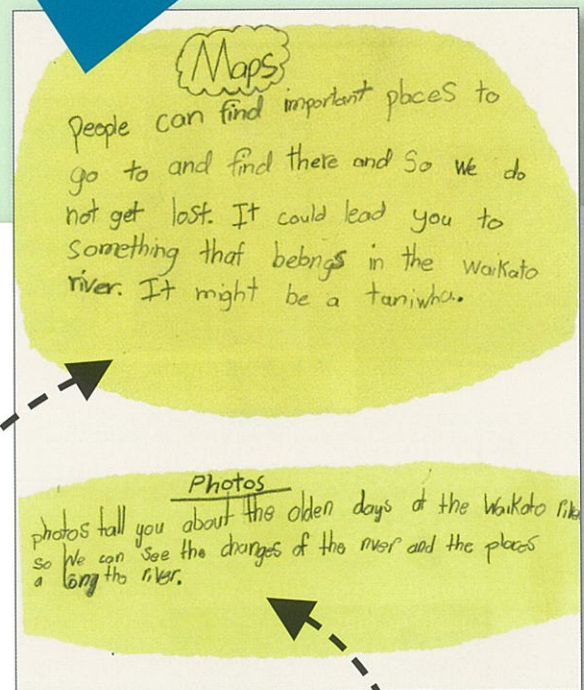 Maps
people can find important places to
go to and find there and So we do
not get lost. It could lead you to
something that belongs in the Waikato
river. It might be a taniwha.
Photos
photos tall you about the olden days of the Waikato
so We can see the changes of the river and the places
a long the river.